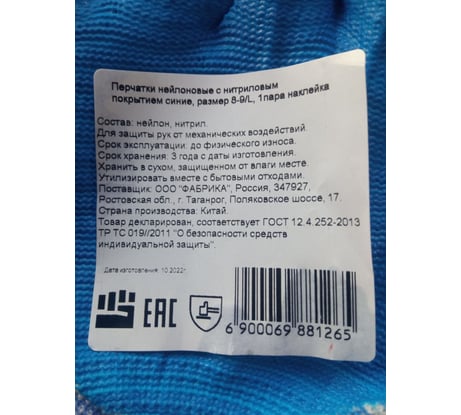 Перчатки нейлоновые с нитриловым
покрытием синие, размер 8-9/L, 1пара наклейка
Состав: нейлон, нитрил.
Для защиты рук от механических воздействий.
Срок эксплуатации: до физического износа.
Срок хранения: 3 года с даты изготовления.
Хранить в сухом, защищенном от влаги месте.
Утилизировать вместе с бытовыми отходами.
Поставщик: ООО "ФАБРИКА", Россия, 347927,
Ростовская обл., г. Таганрог, Поляковское шоссе, 17.
Страна производства: Китай.
Товар декларирован, соответствует ГОСТ 12.4.252-2013
ТР ТС 019//2011 "О безопасности средств
индивидуальной защиты".
Дата изготовления: 10.2022г.
EAC
6 900069 881265